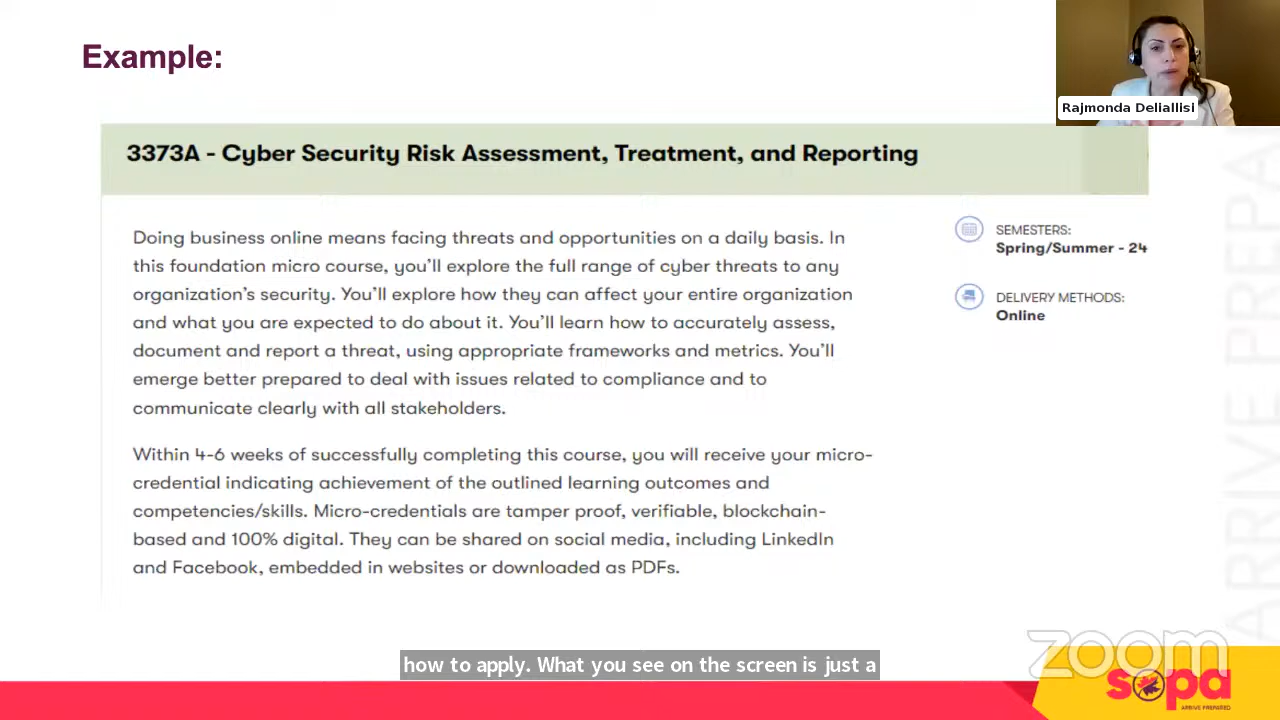 Example:
Rajmonda Deliallisi
3373A - Cyber Security Risk Assessment, Treatment, and Reporting
Doing business online means facing threats and opportunities on a daily basis. In
this foundation micro course, you'll explore the full range of cyber threats to any
organization's security. You'll explore how they can affect your entire organization
and what you are expected to do about it. You'll learn how to accurately assess,
document and report a threat, using appropriate frameworks and metrics. You'll
emerge better prepared to deal with issues related to compliance and to
communicate clearly with all stakeholders.
Within 4-6 weeks of successfully completing this course, you will receive your micro-
credential indicating achievement of the outlined learning outcomes and
competencies/skills. Micro-credentials are tamper proof, verifiable, blockchain-
based and 100% digital. They can be shared on social media, including LinkedIn
and Facebook, embedded in websites or downloaded as PDFs.
SEMESTERS:
Spring/Summer - 24
DELIVERY METHODS:
Online
ARRIVE PREPA
how to apply. What you see on the screen is just a
zoom
sopa
ARRIVE PREPARED